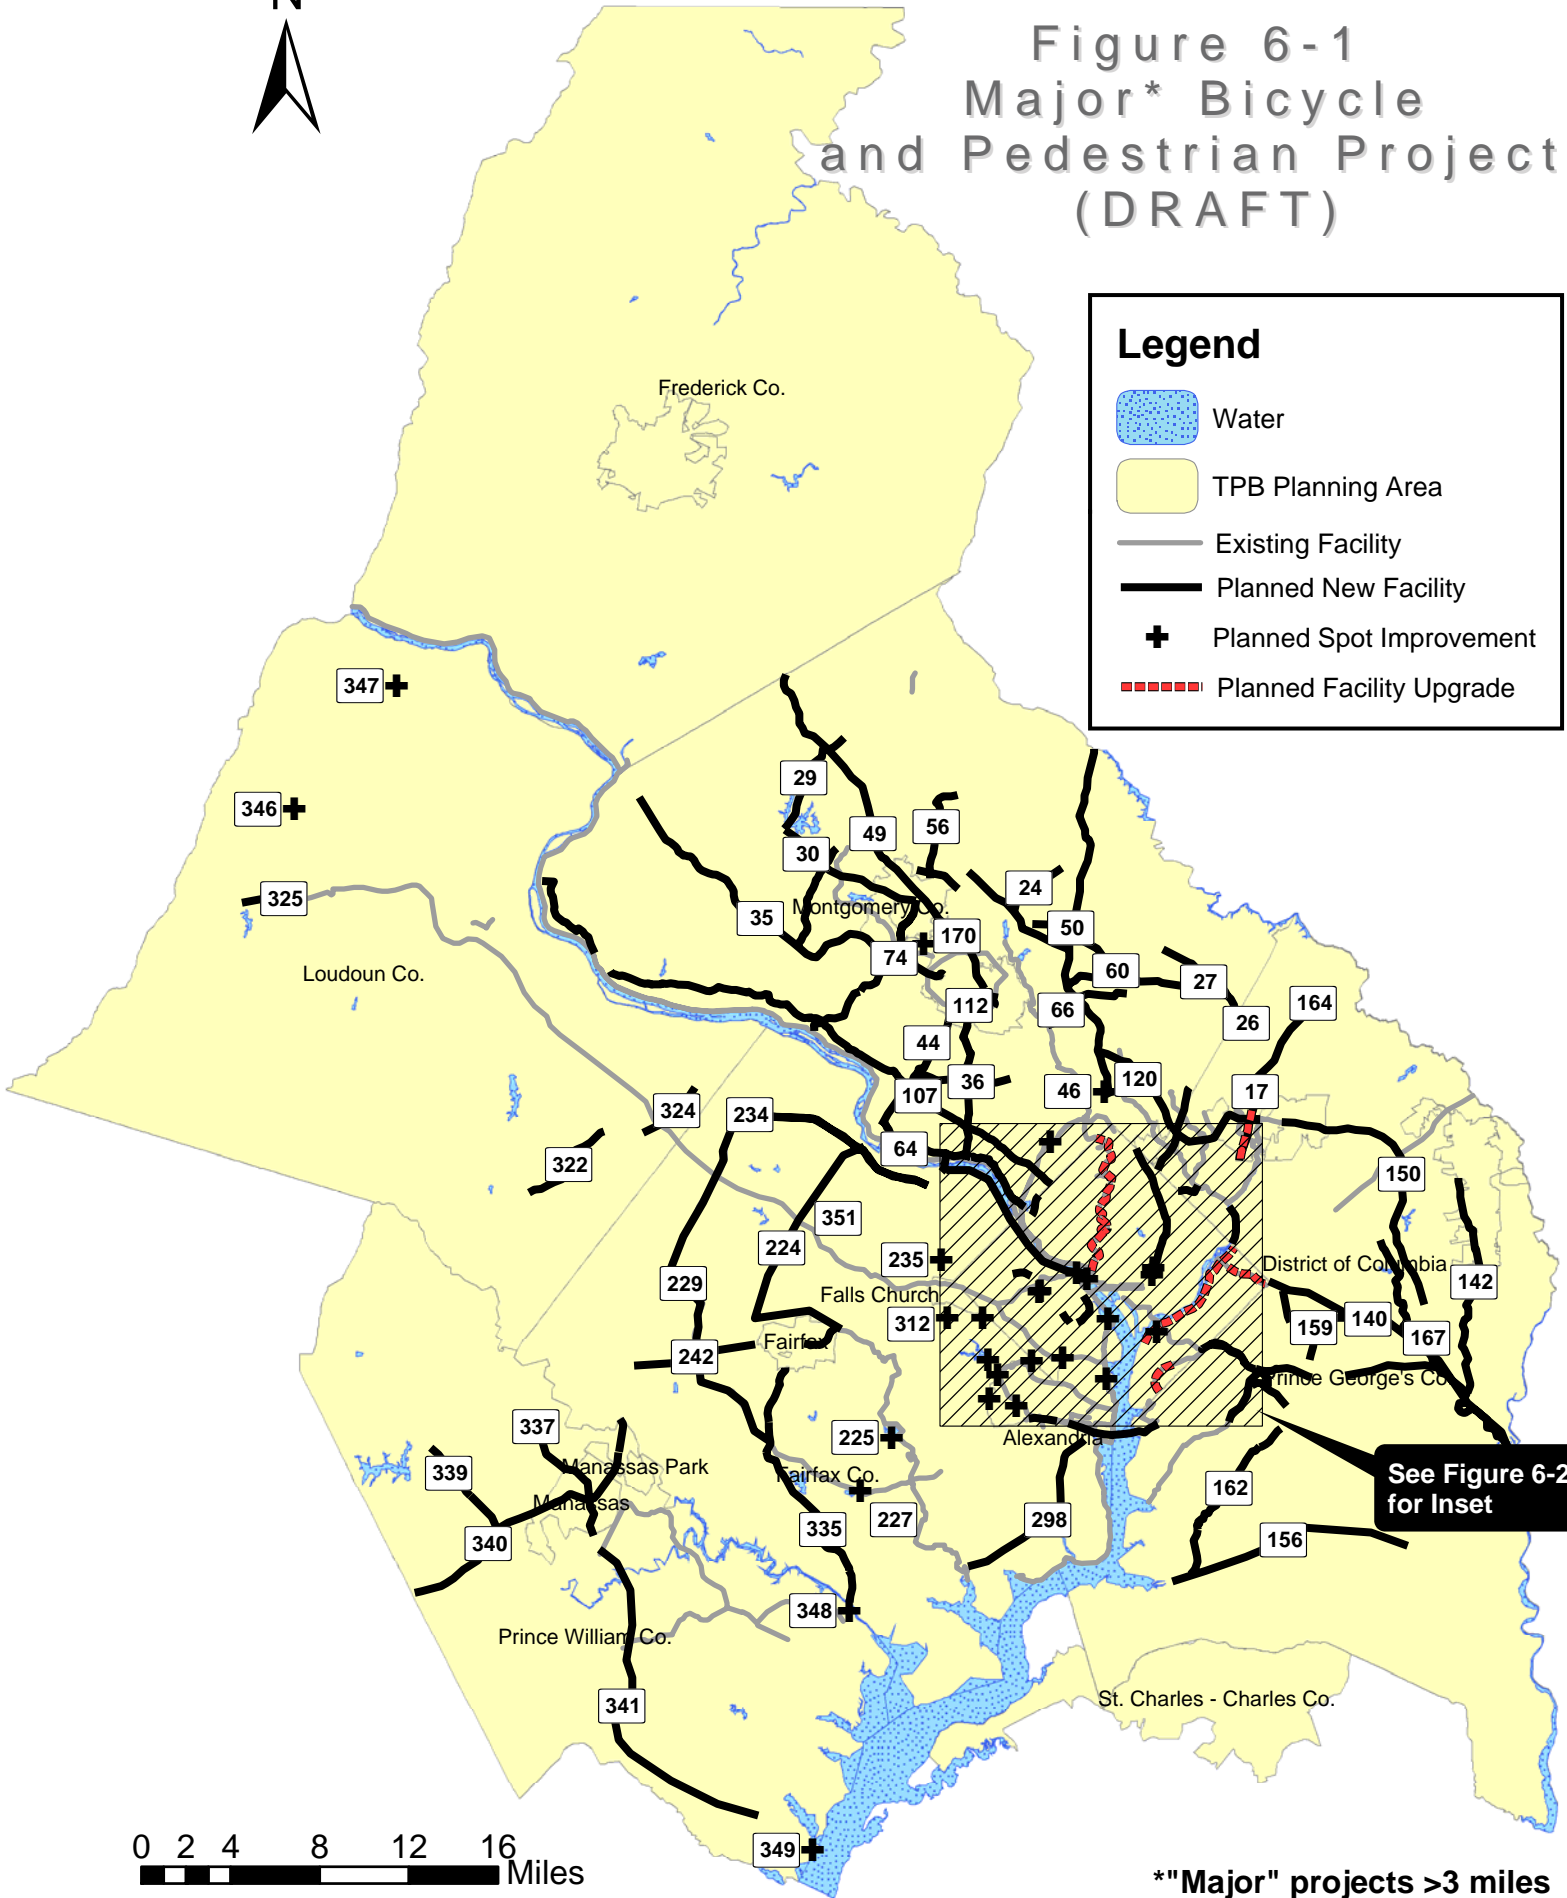 N
Figure 6-1
Major* Bicycle
and Pedestrian Project
(DRAFT)
Legend
Water
TPB Planning Area
Existing Facility
Planned New Facility
Planned Spot Improvement
Planned Facility Upgrade
Frederick Co.
347
346
29
49
56
30
325
24
35
Montgomery Co.
50
170
74
Loudoun Co.
60
27
164
112
66
26
44
36
46
120
17
107
324
234
64
322
150
351
224
235
District of Columbia
229
142
Falls Church
312
159
140
167
Fairfax
242
Prince George's Co
337
225
Alexandria
339
Manassas Park
Fairfax Co.
See Figure 6-2
for Inset
162
Manassas
227
298
335
340
156
348
Prince William Co.
341
St. Charles - Charles Co.
349
0 2 4 8 12 16
Miles
*"Major" projects >3 miles